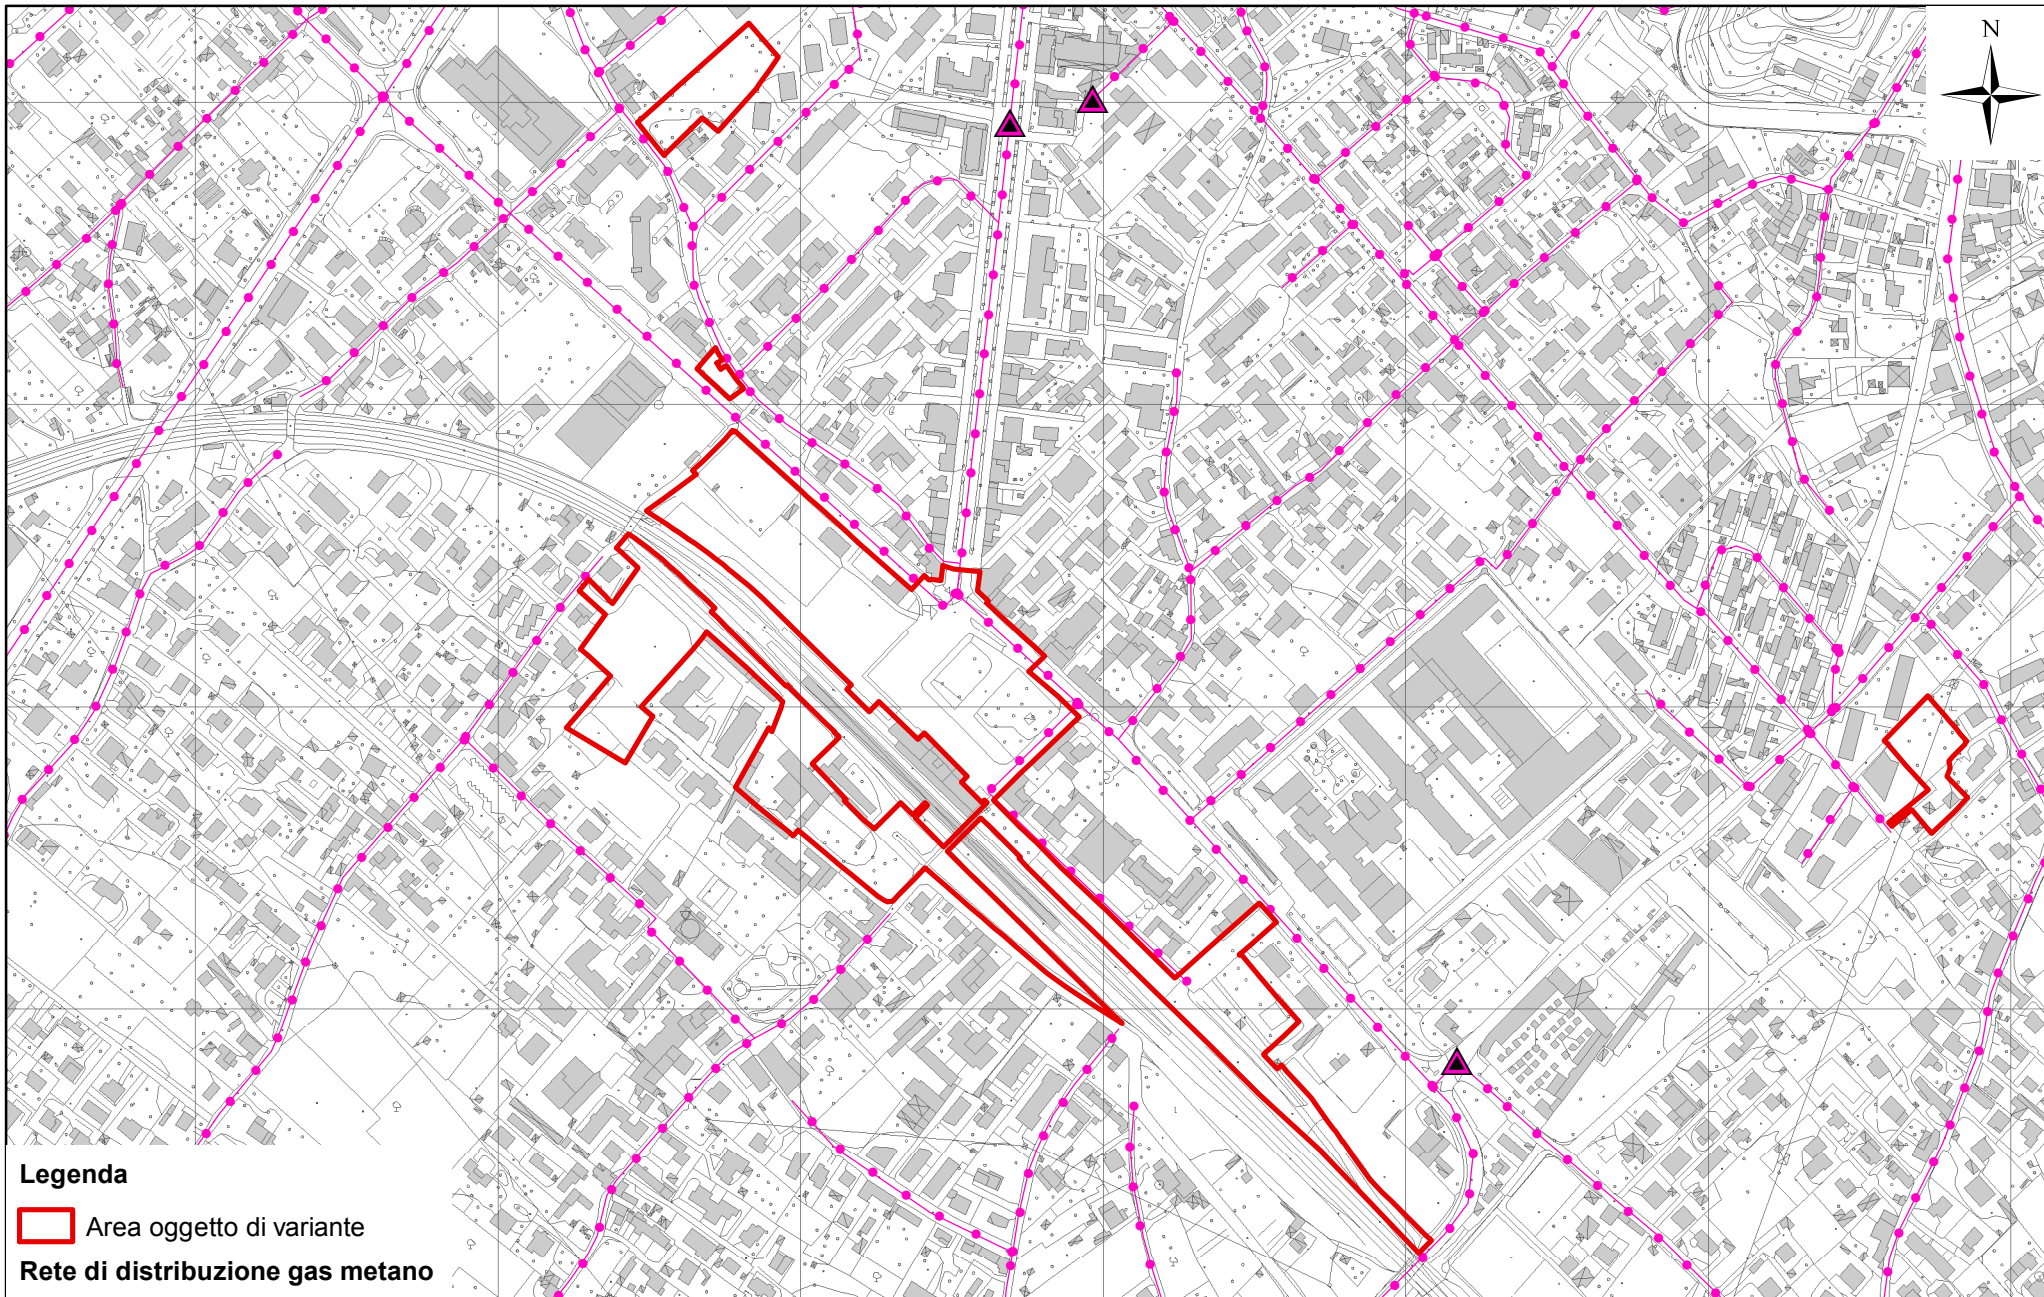 N
Legenda
Area oggetto di variante
Rete di distribuzione gas metano